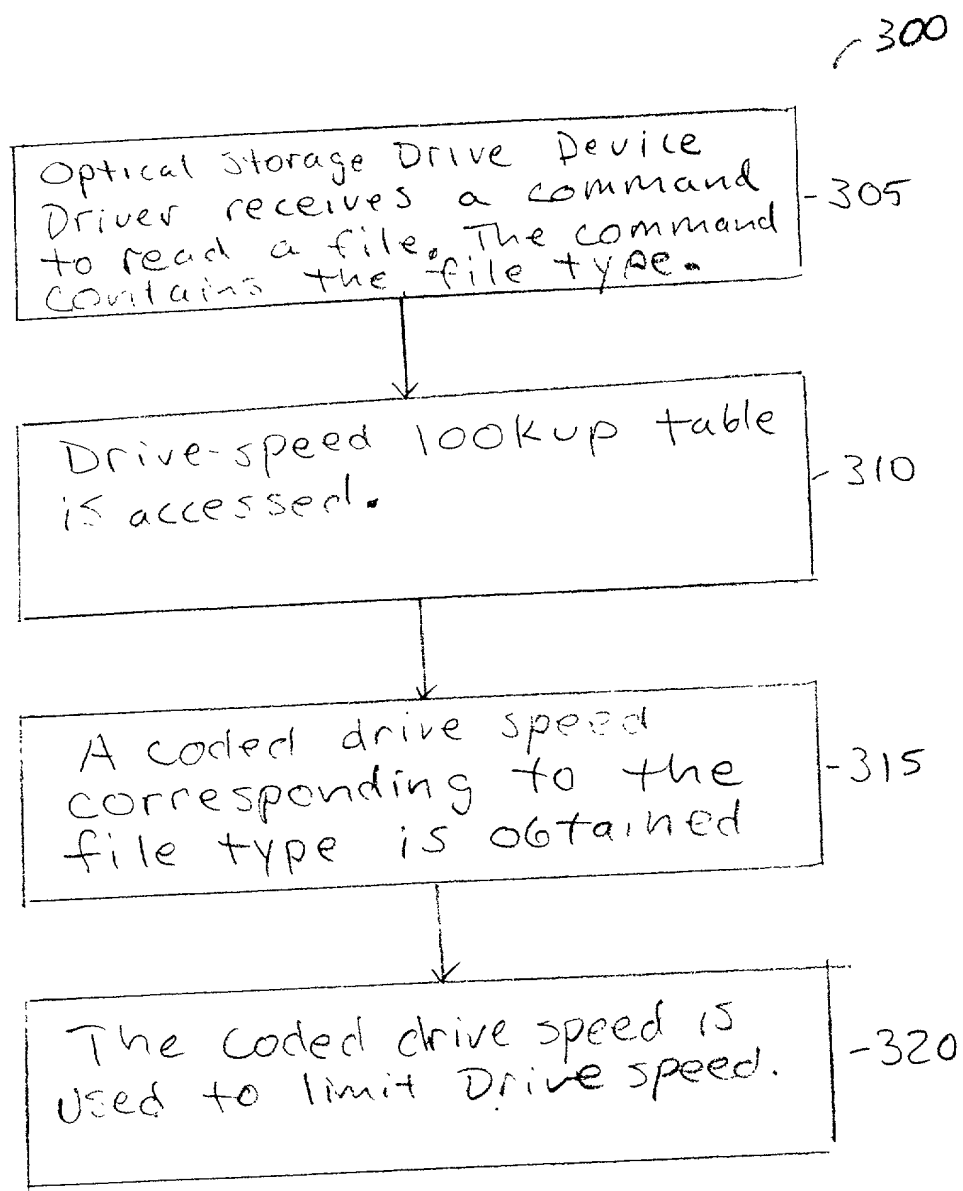 300
Optical Storage Drive Device
Driver receives a command
to read a file. The command
contains the file type.
305
Drive-speed lookup table
is accessed.
310
A coded drive speed
corresponding to the
file type is obtained
315
The coded drive speed is
used to limit Drive speed.
320